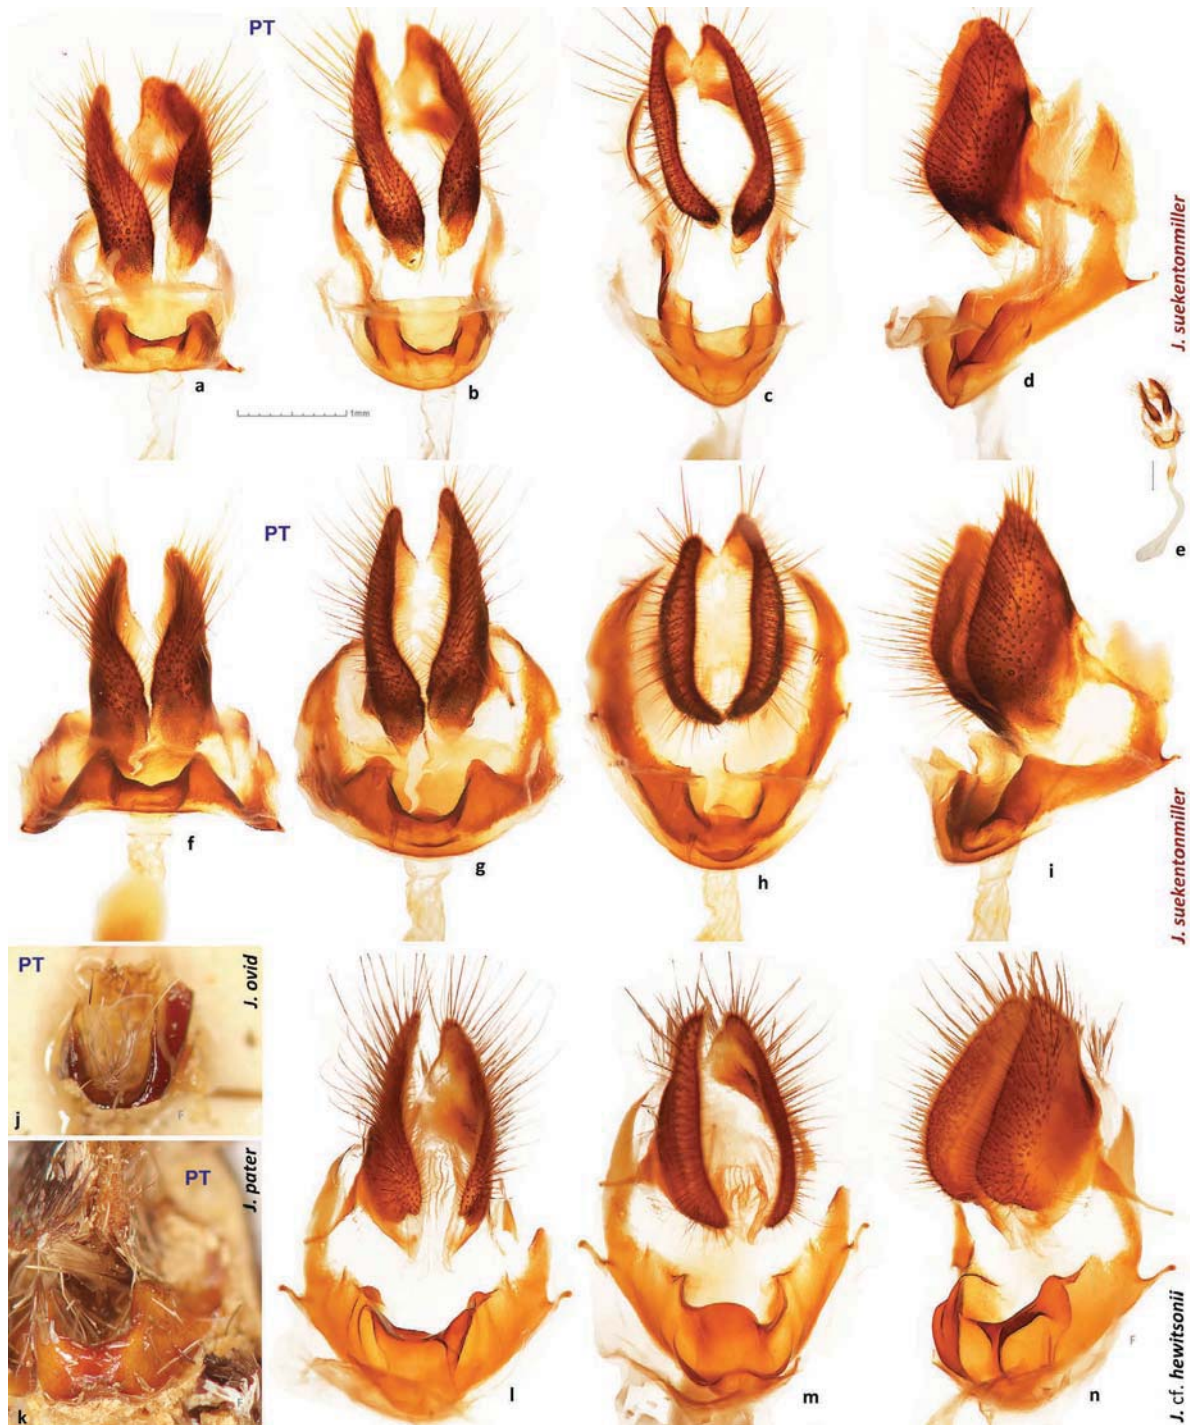 PT
J. suekentonmiller
a
b
c
d
1mm
e
PT
f
g
h
i
J. suekentonmiller
PT
J. ovid
F
j
PT
J. pater
F
k
l
m
n
F
J. cf. hewitsonii